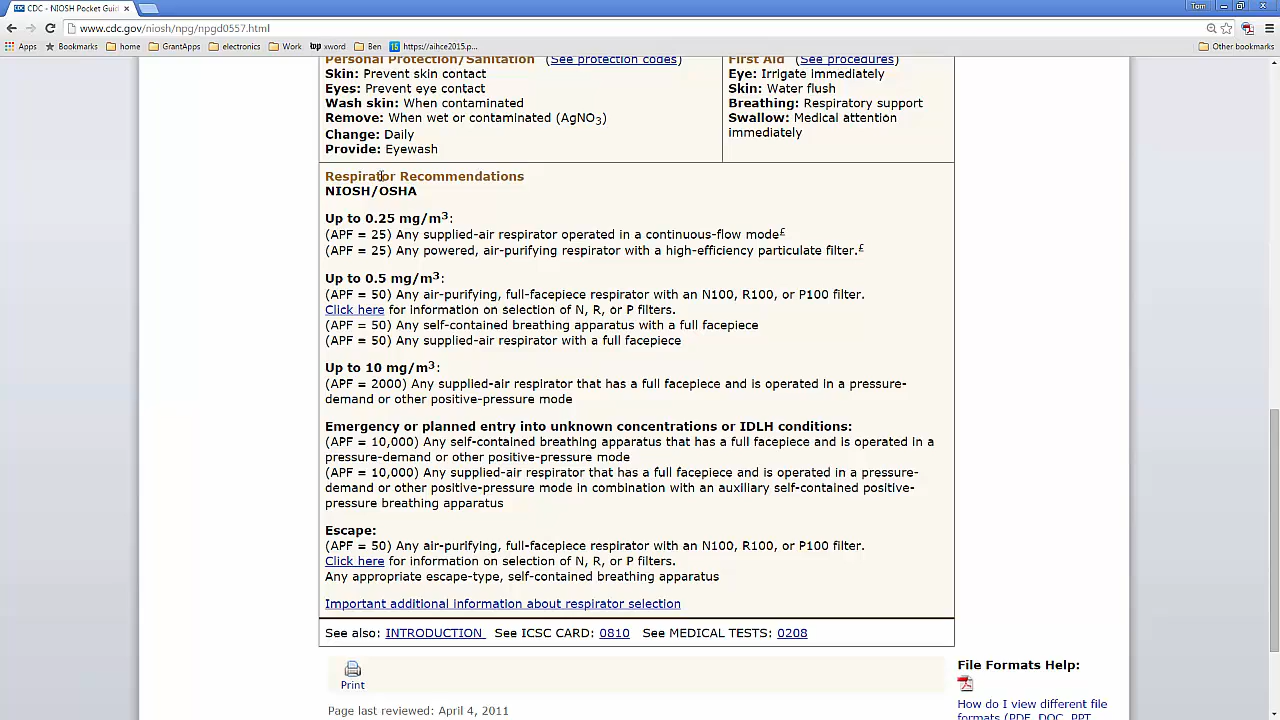 CDC - NIOSH Pocket Guid
Tom
www.cdc.gov/niosh/npg/npgd0557.html
Apps Bookmarks home GrantApps electronics Work xword Ben https://aihce2015.p... Other bookmarks
Personal Protection/Sanitation (See protection codes)
Skin: Prevent skin contact
Eyes: Prevent eye contact
Wash skin: When contaminated
Remove: When wet or contaminated (AgNO3)
Change: Daily
Provide: Eyewash
First Aid (See procedures)
Eye: Irrigate immediately
Skin: Water flush
Breathing: Respiratory support
Swallow: Medical attention
immediately
Respirator Recommendations
NIOSH/OSHA
Up to 0.25 mg/m3:
(APF = 25) Any supplied-air respirator operated in a continuous-flow mode£
(APF = 25) Any powered, air-purifying respirator with a high-efficiency particulate filter.£
Up to 0.5 mg/m3:
(APF = 50) Any air-purifying, full-facepiece respirator with an N100, R100, or P100 filter.
Click here for information on selection of N, R, or P filters.
(APF = 50) Any self-contained breathing apparatus with a full facepiece
(APF = 50) Any supplied-air respirator with a full facepiece
Up to 10 mg/m3:
(APF = 2000) Any supplied-air respirator that has a full facepiece and is operated in a pressure-
demand or other positive-pressure mode
Emergency or planned entry into unknown concentrations or IDLH conditions:
(APF = 10,000) Any self-contained breathing apparatus that has a full facepiece and is operated in a
pressure-demand or other positive-pressure mode
(APF = 10,000) Any supplied-air respirator that has a full facepiece and is operated in a pressure-
demand or other positive-pressure mode in combination with an auxiliary self-contained positive-
pressure breathing apparatus
Escape:
(APF = 50) Any air-purifying, full-facepiece respirator with an N100, R100, or P100 filter.
Click here for information on selection of N, R, or P filters.
Any appropriate escape-type, self-contained breathing apparatus
Important additional information about respirator selection
See also: INTRODUCTION See ICSC CARD: 0810 See MEDICAL TESTS: 0208
Print
Page last reviewed: April 4, 2011
File Formats Help:
How do I view different file
formats (PDF, DOC, PPT,